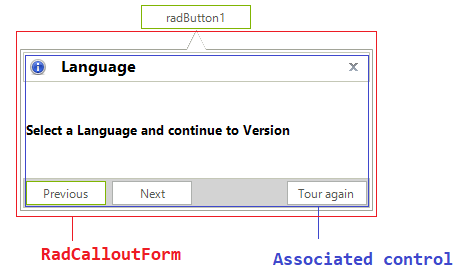 radButton1
Language
Select a Language and continue to Version
Previous Next Tour again
RadCalloutForm
Associated control